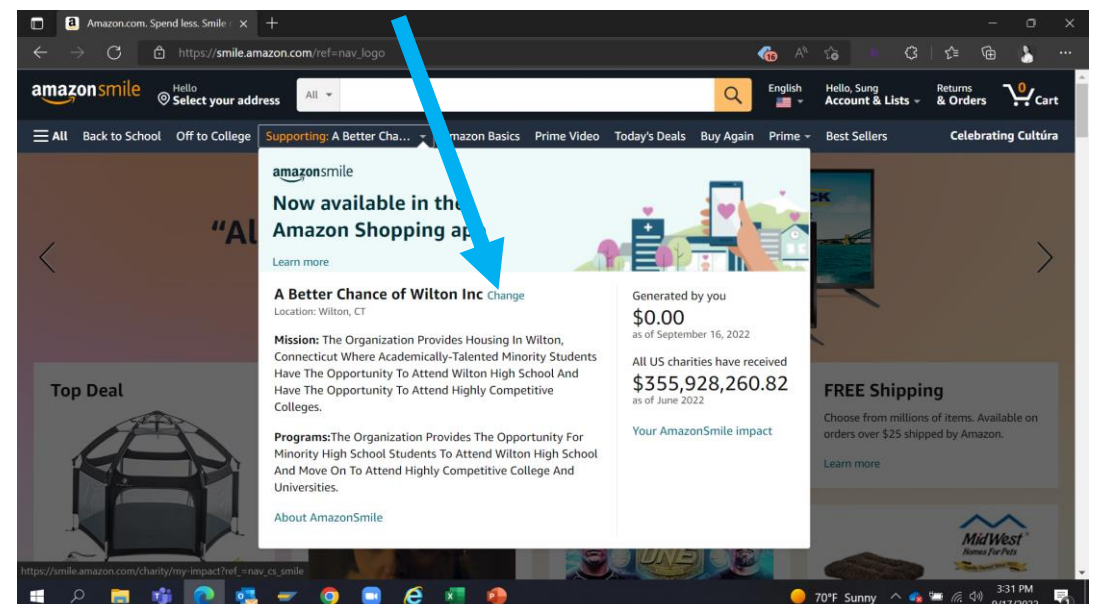 Amazon.com. Spend less. Smile
https://smile.amazon.com/ref=nav_logo
16
amazonsmile
Hello
Select your address
All
English
Hello, Sung
Account & Lists
Returns
& Orders
0
Cart
All Back to School Off to College Supporting: A Better Cha... mazon Basics Prime Video Today's Deals Buy Again Prime Best Sellers Celebrating Cultúra
amazonsmile
Now available in the
Amazon Shopping app
Learn more
"Al
A Better Chance of Wilton Inc Change
Location: Wilton, CT
Mission: The Organization Provides Housing In Wilton,
Connecticut Where Academically-Talented Minority Students
Have The Opportunity To Attend Wilton High School And
Have The Opportunity To Attend Highly Competitive
Colleges.
Programs:The Organization Provides The Opportunity For
Minority High School Students To Attend Wilton High School
And Move On To Attend Highly Competitive College And
Universities.
About AmazonSmile
Generated by you
$0.00
as of September 16, 2022
All US charities have received
$355,928,260.82
as of June 2022
Your AmazonSmile impact
Top Deal
FREE Shipping
Choose from millions of items. Available on
orders over $25 shipped by Amazon.
Learn more
MidWest
Homes For Pets
https://smile.amazon.com/charity/my-impact?ref_=nav_cs_smile
70°F Sunny
3:31 PM
9/17/2022